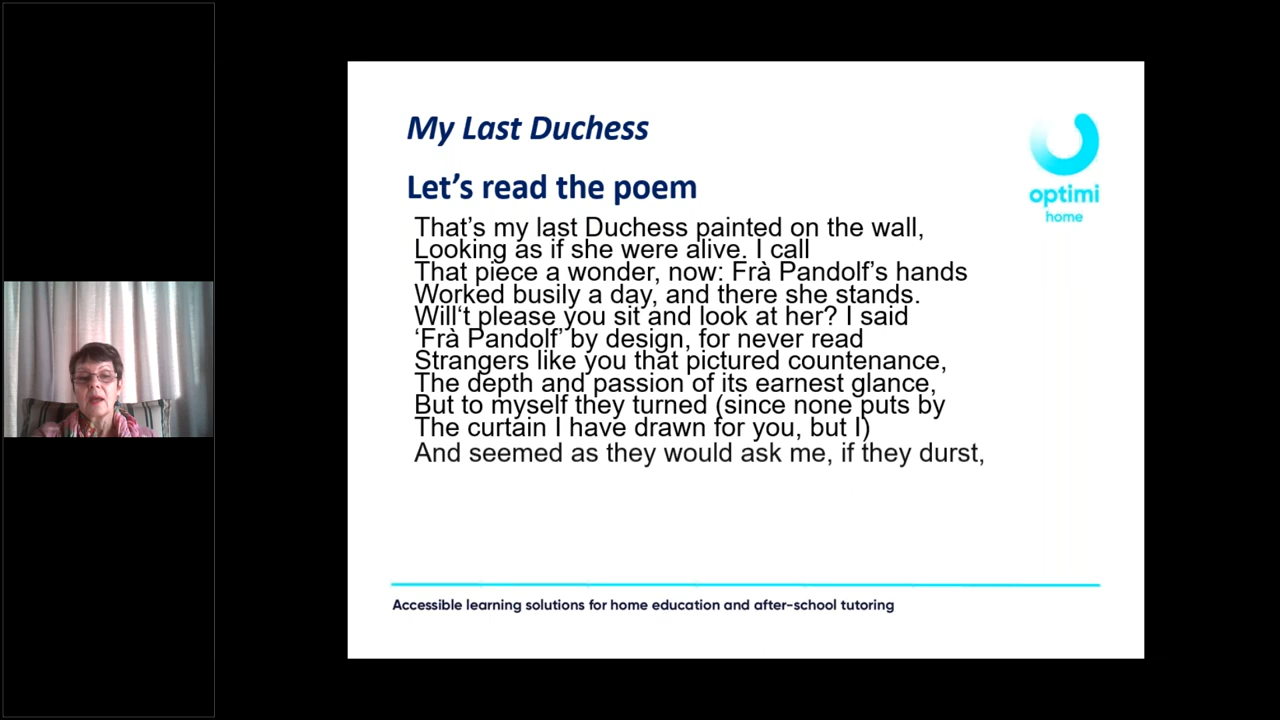 My Last Duchess
Let’s read the poem
That’s my last Duchess painted on the wall,
Looking as if she were alive. I call
That piece a wonder, now: Frà Pandolf’s hands
Worked busily a day, and there she stands.
Will‘t please you sit and look at her? I said
‘Frà Pandolf’ by design, for never read
Strangers like you that pictured countenance,
The depth and passion of its earnest glance,
But to myself they turned (since none puts by
The curtain I have drawn for you, but I)
And seemed as they would ask me, if they durst,
optimi
home
Accessible learning solutions for home education and after-school tutoring